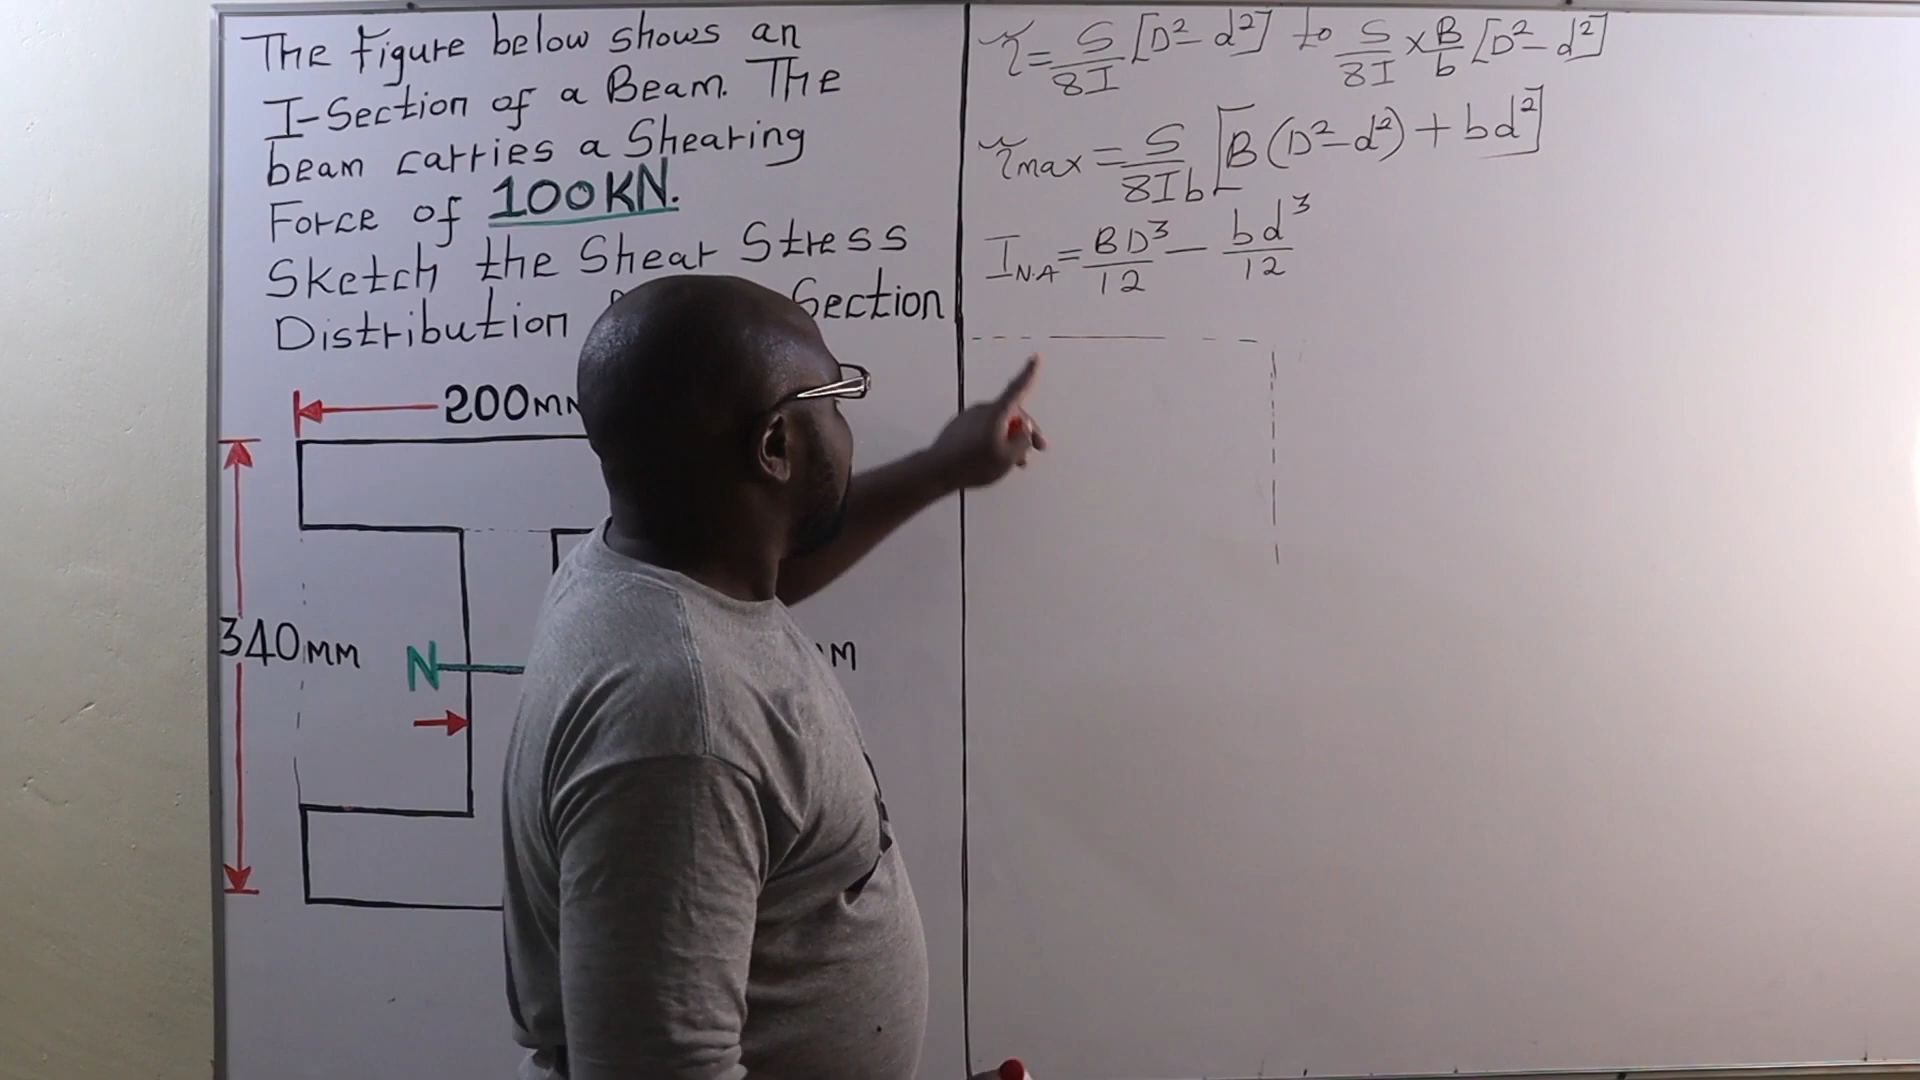 The Figure below shows an
I-Section of a Beam. The
beam carries a Shearing
Force of 100KN.
Sketch the Shear Stress
Distribution Section
200
340mm
N
M
τ = S/8I [D² - d²] to S/8I × B/b [D² - d²]
τmax = S/8Ib [B(D² - d²) + bd²]
I_N.A = BD³/12 - bd³/12